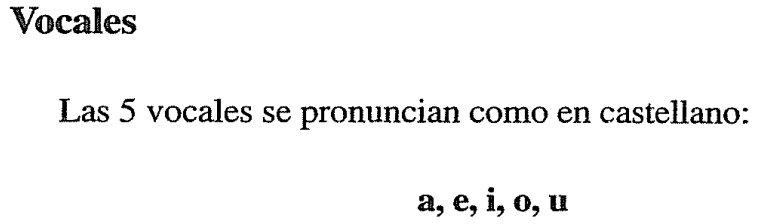 Vocales
Las 5 vocales se pronuncian como en castellano:
a, e, i, o, u